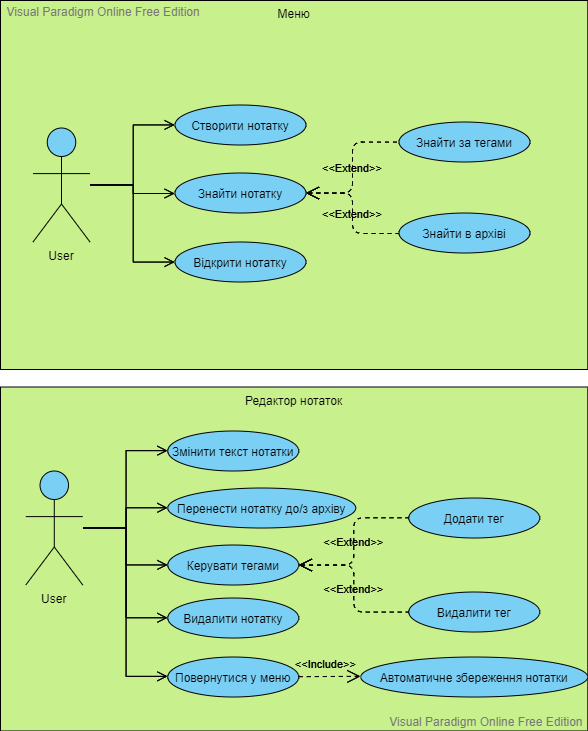 Visual Paradigm Online Free Edition
Меню
Створити нотатку
Знайти за тегами
<<Extend>>
Знайти нотатку
<<Extend>>
Знайти в архіві
User
Відкрити нотатку
Редактор нотаток
Змінити текст нотатки
Перенести нотатку до/з архіву
Додати тег
<<Extend>>
Керувати тегами
<<Extend>>
User
Видалити нотатку
Видалити тег
<<Include>>
Повернутися у меню
Автоматичне збереження нотатки
Visual Paradigm Online Free Edition